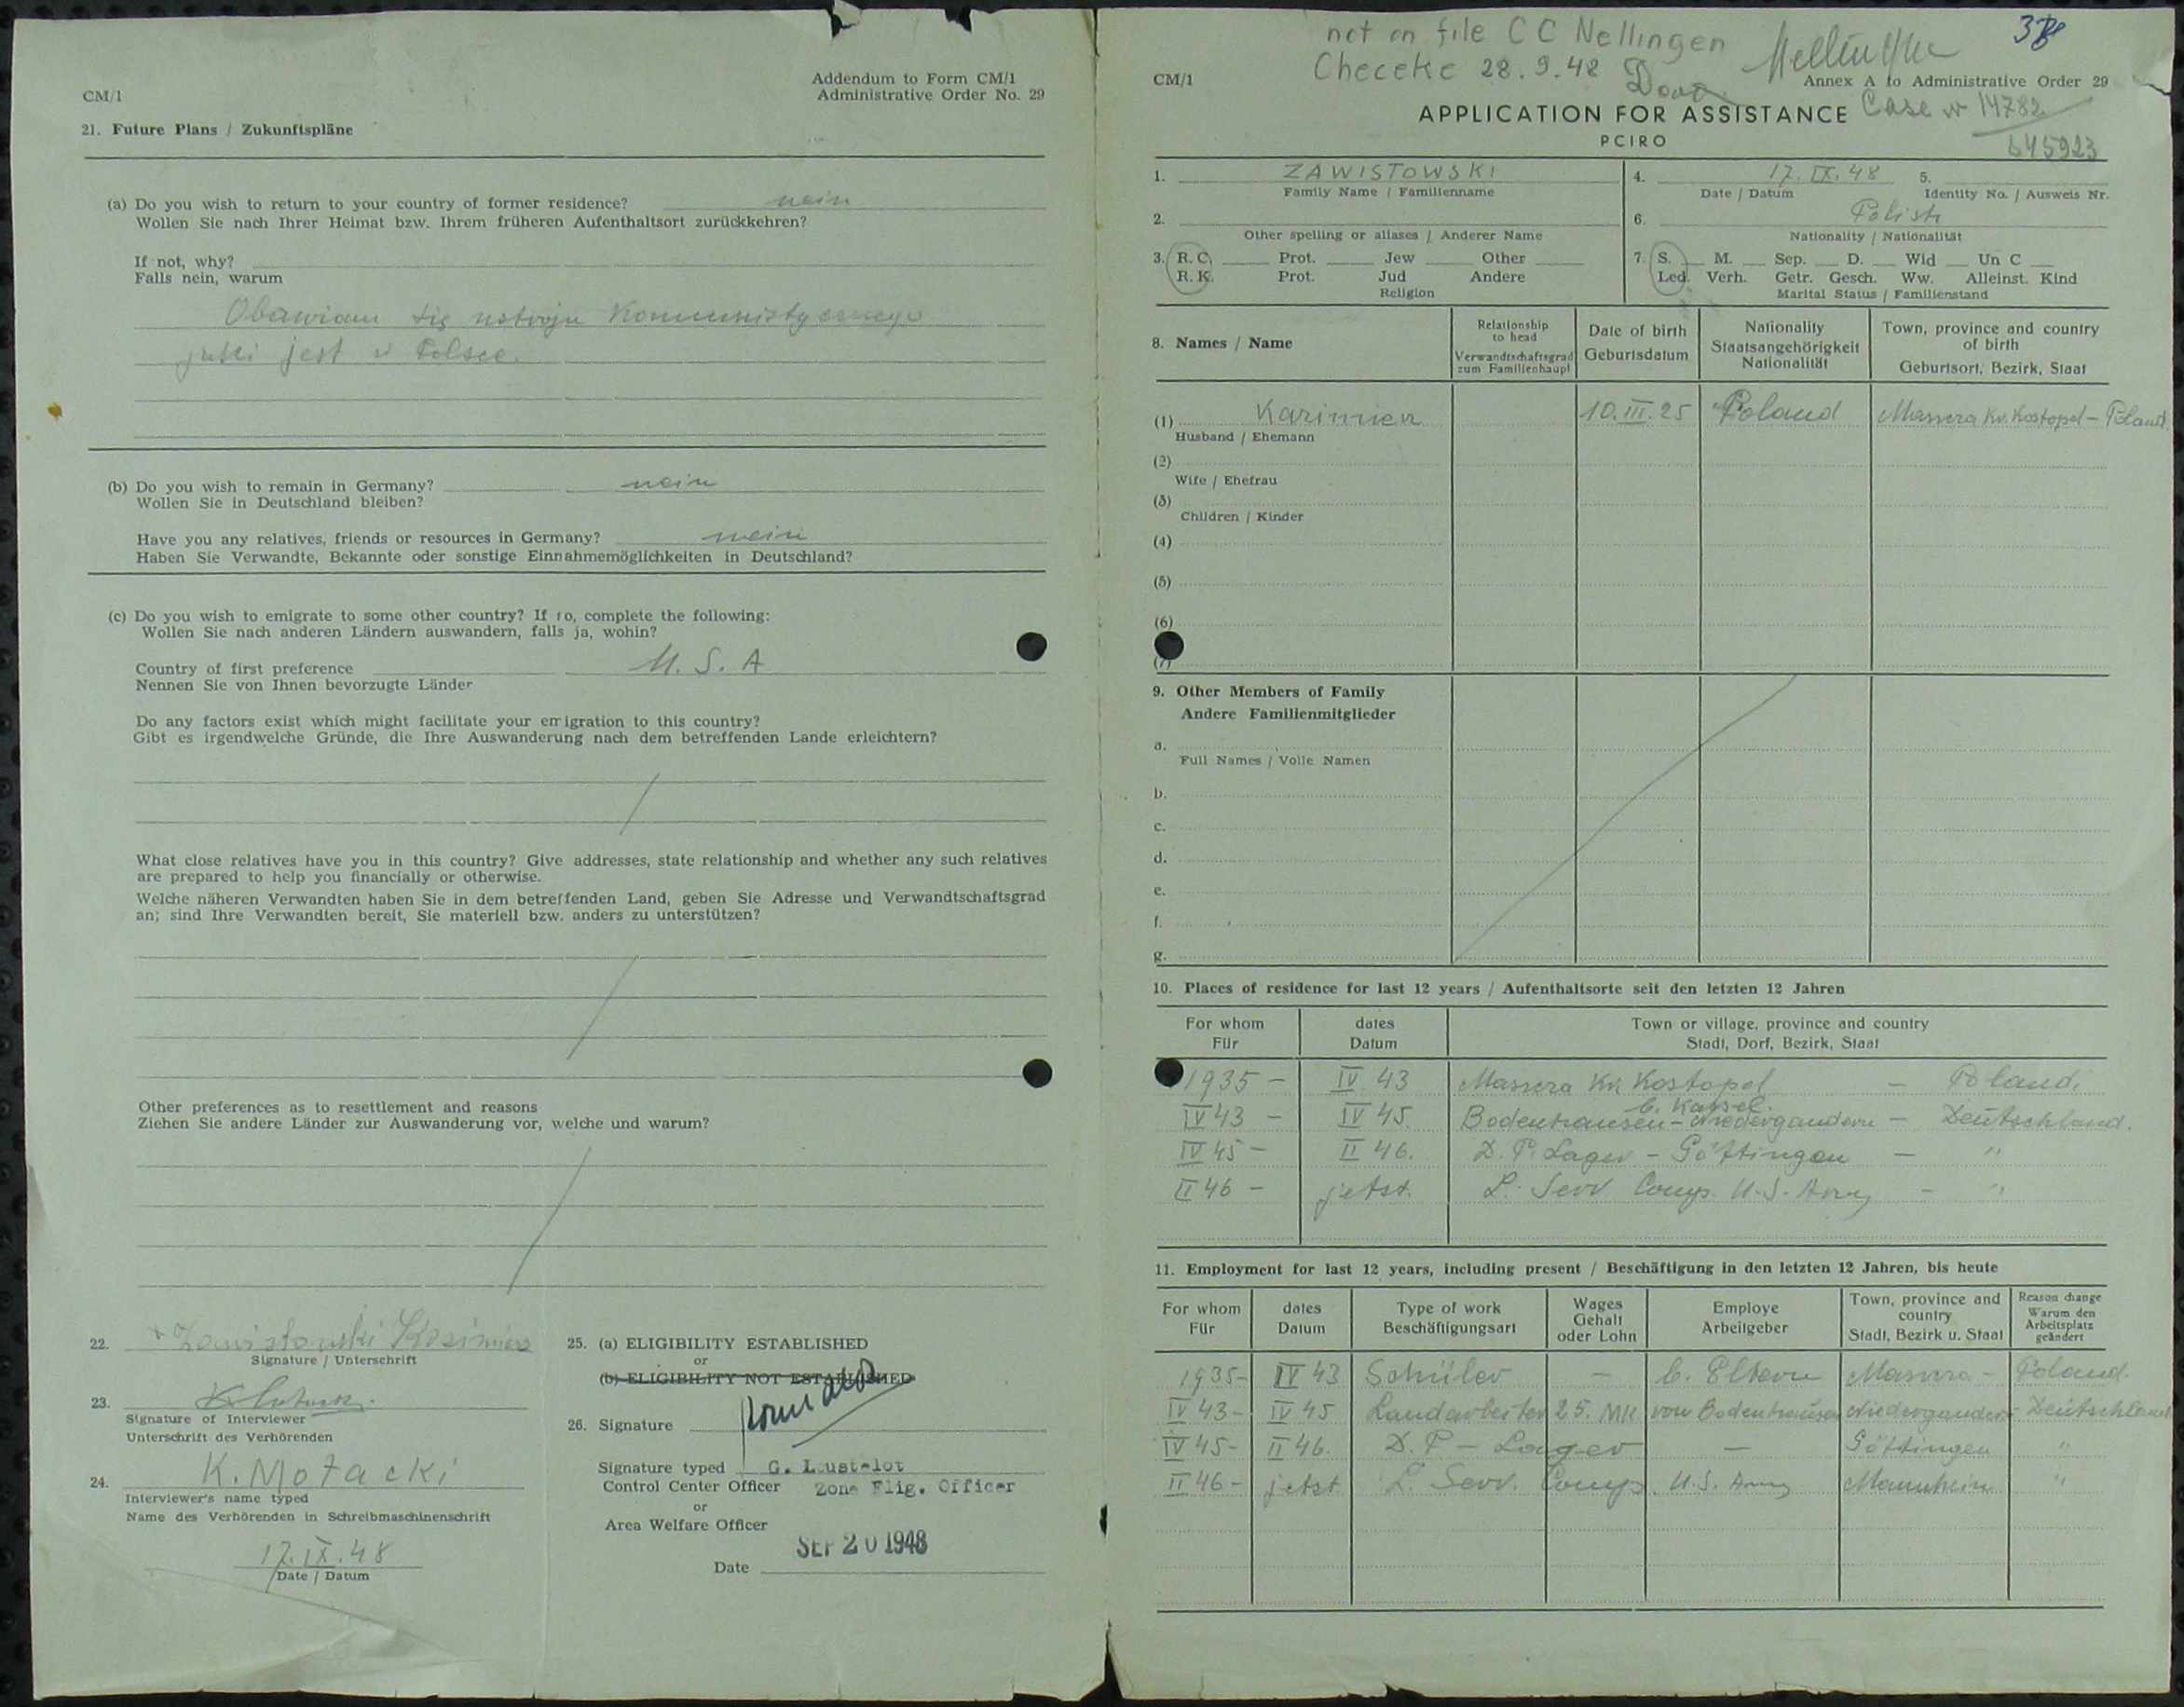 CM/1
Addendum to Form CM/1
Administrative Order No. 29
21. Future Plans / Zukunftspläne
(a) Do you wish to return to your country of former residence? nein
Wollen Sie nach Ihrer Heimat bzw. Ihrem früheren Aufenthaltsort zurückkehren?
If not, why?
Falls nein, warum
Obawiam się ustroju Komunistycznego
jaki jest w Polsce.
(b) Do you wish to remain in Germany? nein
Wollen Sie in Deutschland bleiben?
Have you any relatives, friends or resources in Germany? nein
Haben Sie Verwandte, Bekannte oder sonstige Einnahmemöglichkeiten in Deutschland?
(c) Do you wish to emigrate to some other country? If so, complete the following:
Wollen Sie nach anderen Ländern auswandern, falls ja, wohin?
Country of first preference U. S. A
Nennen Sie von Ihnen bevorzugte Länder
Do any factors exist which might facilitate your emigration to this country?
Gibt es irgendwelche Gründe, die Ihre Auswanderung nach dem betreffenden Lande erleichtern?
What close relatives have you in this country? Give addresses, state relationship and whether any such relatives
are prepared to help you financially or otherwise.
Welche näheren Verwandten haben Sie in dem betreffenden Land, geben Sie Adresse und Verwandtschaftsgrad
an; sind Ihre Verwandten bereit, Sie materiell bzw. anders zu unterstützen?
Other preferences as to resettlement and reasons
Ziehen Sie andere Länder zur Auswanderung vor, welche und warum?
22. Zawistowski Kazimierz
Signature / Unterschrift
23.
Signature of Interviewer
Unterschrift des Verhörenden
24. K. Mołacki
Interviewer's name typed
Name des Verhörenden in Schreibmaschinenschrift
17. IX. 48
Date / Datum
25. (a) ELIGIBILITY ESTABLISHED
or
(b) ELIGIBILITY NOT ESTABLISHED
26. Signature
Signature typed G. Loustalot
Control Center Officer Zone Elig. Officer
or
Area Welfare Officer
SEP 20 1948
Date
not on file CC Nellingen
28. 9. 48
CM/1
Annex A to Administrative Order 29
APPLICATION FOR ASSISTANCE Case nr 14782
PCIRO
645923
1. ZAWISTOWSKI
Family Name / Familienname
4. 17. IX. 48
Date / Datum
5.
Identity No. / Ausweis Nr.
2.
Other spelling or aliases / Anderer Name
6. Polish
Nationality / Nationalität
3. R. C. Prot. Jew Other
R. K. Prot. Jud Andere
Religion
7. S. M. Sep. D. Wid Un C
Led. Verh. Getr. Gesch. Ww. Alleinst. Kind
Marital Status / Familienstand
8. Names / Name
Relationship to head
Verwandtschaftsgrad zum Familienhaupt
Date of birth
Geburtsdatum
Nationality
Staatsangehörigkeit
Nationalität
Town, province and country of birth
Geburtsort, Bezirk, Staat
(1) Kazimierz 10. III. 25 Poland Massera Kr. Kostopol - Poland
Husband / Ehemann
(2)
Wife / Ehefrau
(3)
Children / Kinder
(4)
(5)
(6)
(7)
9. Other Members of Family
Andere Familienmitglieder
a.
Full Names / Volle Namen
b.
c.
d.
e.
f.
g.
10. Places of residence for last 12 years / Aufenthaltsorte seit den letzten 12 Jahren
For whom
Für
dates
Datum
Town or village, province and country
Stadt, Dorf, Bezirk, Staat
1935 - IV 43 Massera Kr. Kostopol - Poland.
b. Kassel.
IV 43 - IV 45. Bodenhausen - Niedergandern - Deutschland.
IV 45 - II 46. D. P. Lager - Göttingen - "
II 46 - jetzt. L. Serv Comp. U. S. Army - "
11. Employment for last 12 years, including present / Beschäftigung in den letzten 12 Jahren, bis heute
For whom
Für
dates
Datum
Type of work
Beschäftigungsart
Wages
Gehalt
oder Lohn
Employe
Arbeitgeber
Town, province and country
Stadt, Bezirk u. Staat
Reason change
Warum den Arbeitsplatz geändert
1935- IV 43 Schüler - b. Eltern Massera - Poland.
IV 43- IV 45 Landarbeiter 25. MK von Bodenhausen Niedergandern - Deutschland
IV 45- II 46. D. P - Lager - Göttingen "
II 46- jetzt L. Serv. Comp. U. S. Army Mannheim "